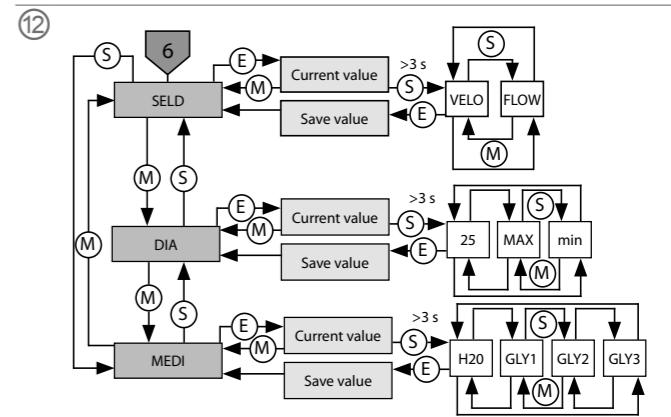 12
6
S
E
Current value
>3 s
S
M
S
SELD
Save value
E
VELO FLOW
M
M
S
>3 s
E
Current value
S
S
M
M
DIA
Save value
E
25 MAX min
M
M
S
>3 s
E
Current value
S
S
M
MEDI
Save value
E
H20 GLY1 GLY2 GLY3
M